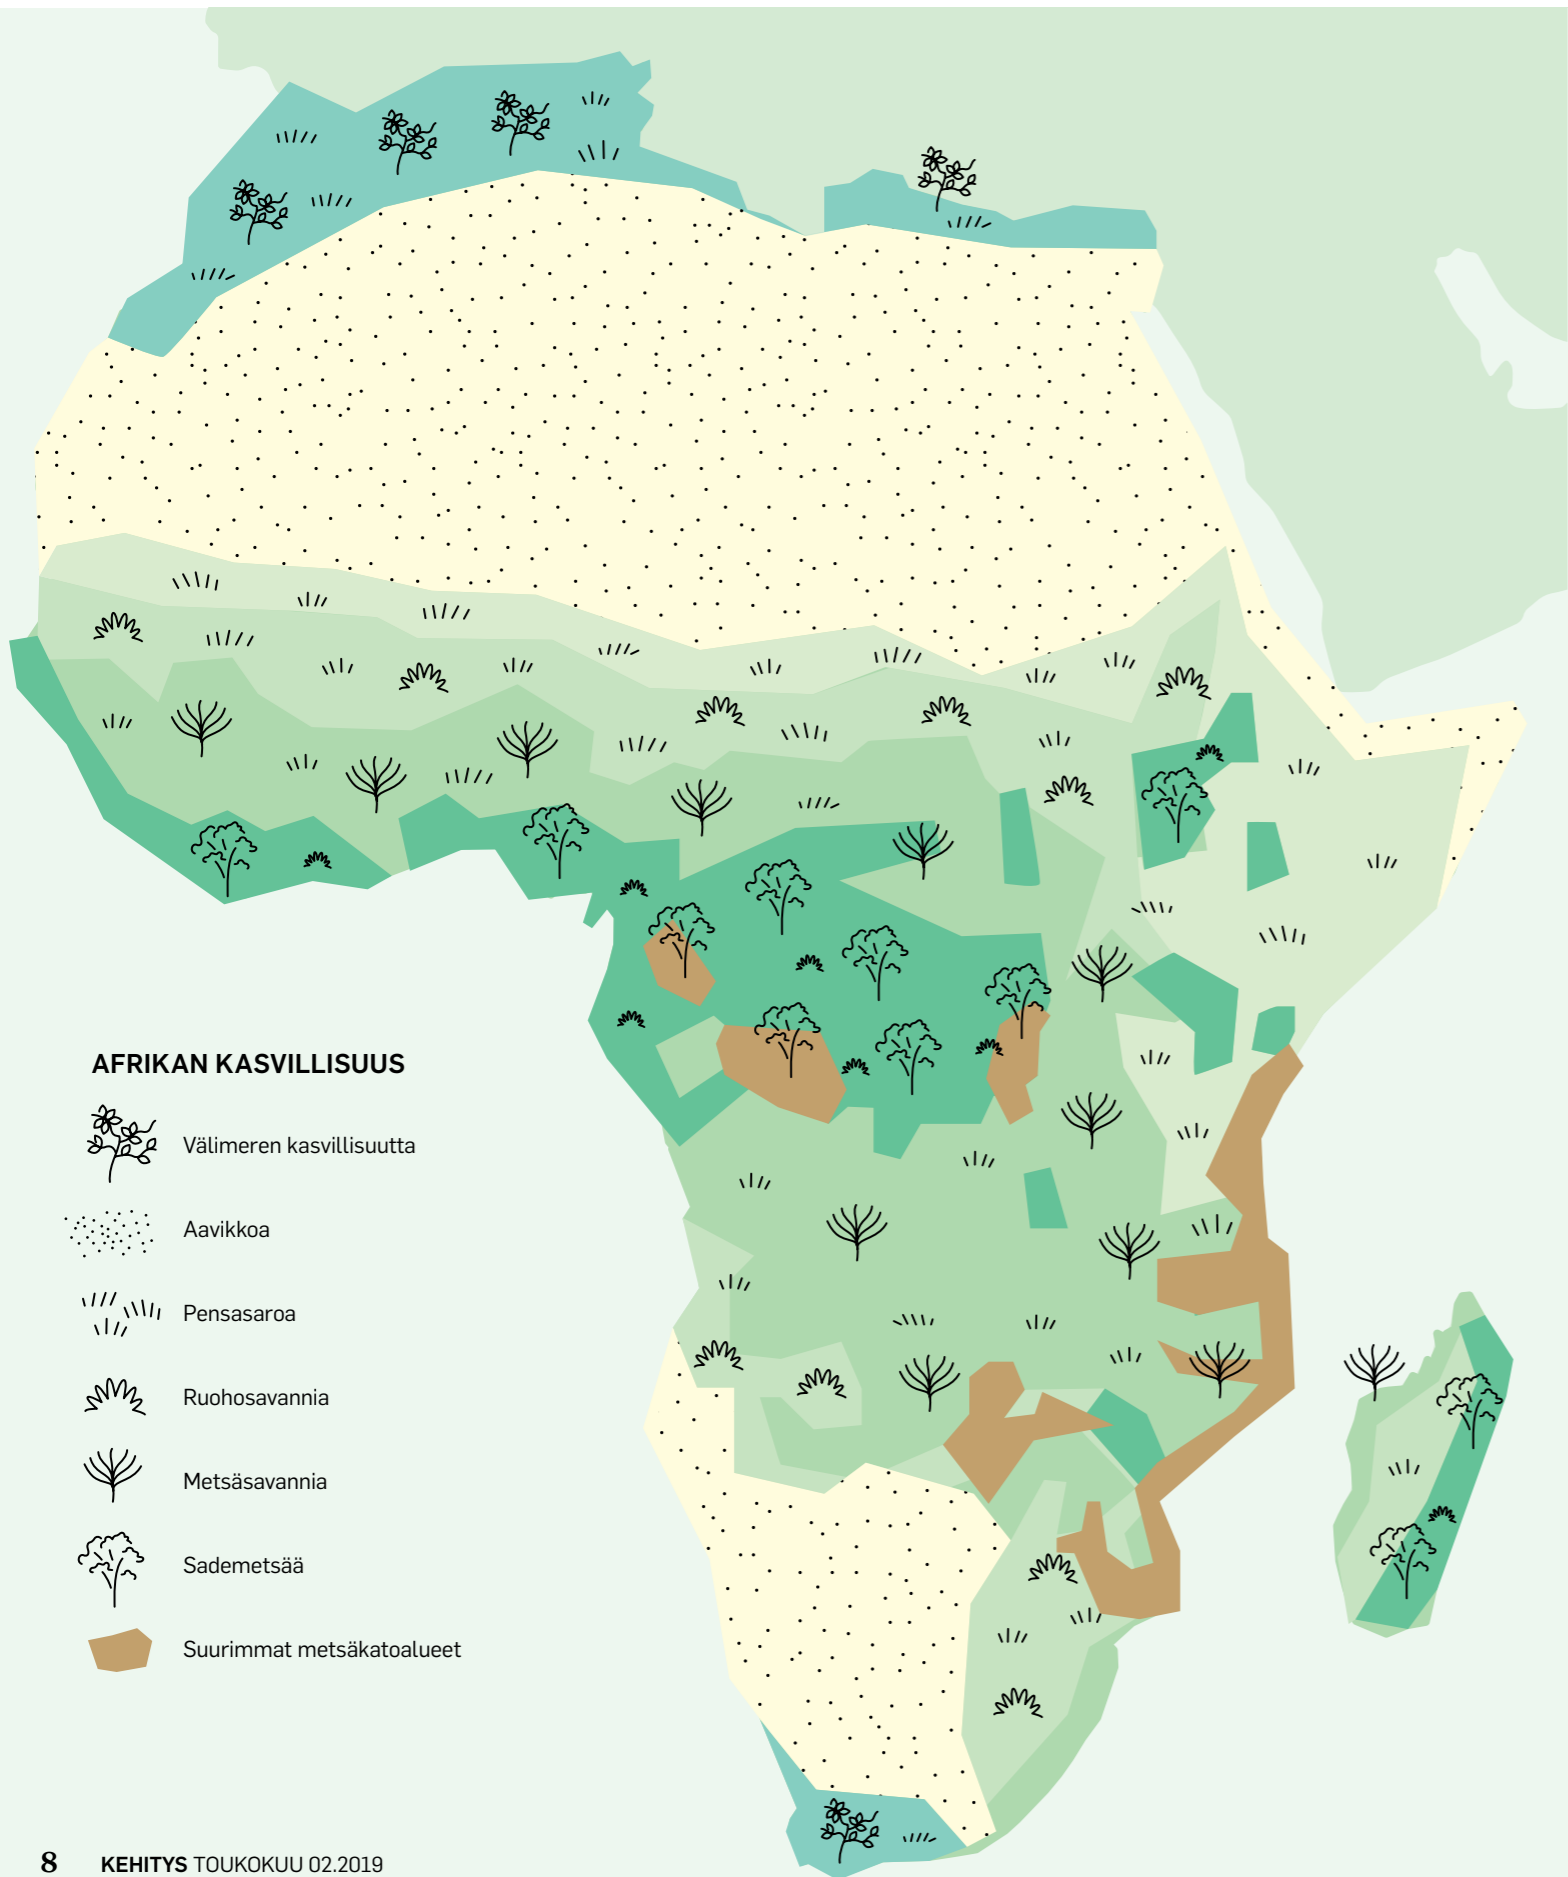 AFRIKAN KASVILLISUUS
Välimeren kasvillisuutta
Aavikkoa
Pensasaroa
Ruohosavannia
Metsäsavannia
Sademetsää
Suurimmat metsäkatoalueet
8 KEHITYS TOUKOKUU 02.2019